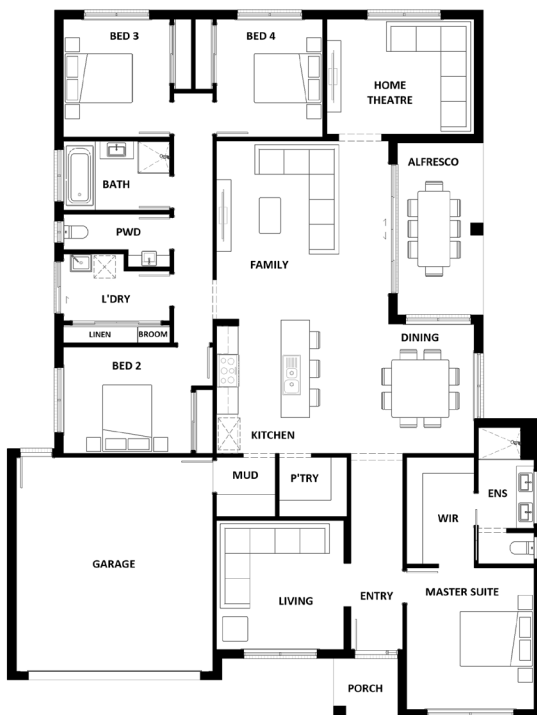 BED 3
BED 4
HOME
THEATRE
BATH
ALFRESCO
PWD
FAMILY
L'DRY
LINEN
BROOM
DINING
BED 2
KITCHEN
MUD
P'TRY
ENS
WIR
GARAGE
LIVING
ENTRY
MASTER SUITE
PORCH